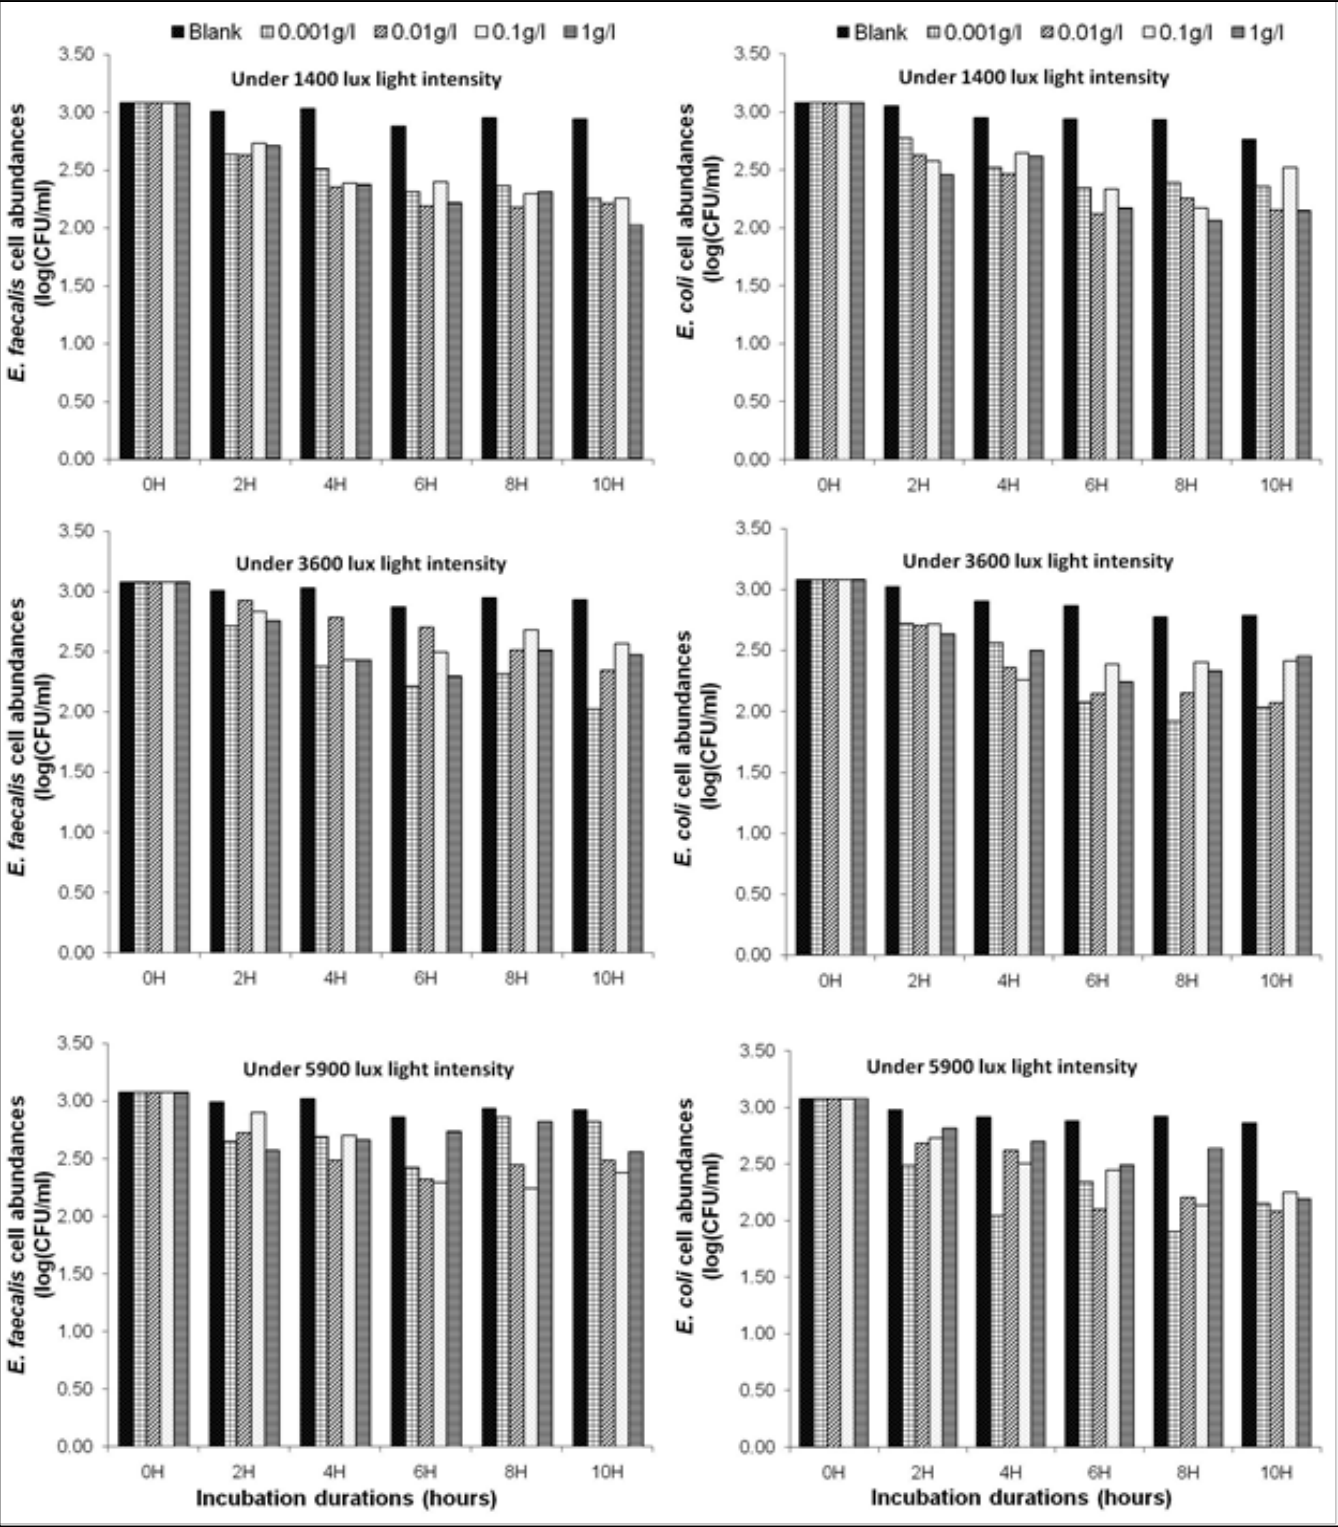 Blank 0.001g/l 0.01g/l 0.1g/l 1g/l
Under 1400 lux light intensity
3.50
3.00
2.50
2.00
1.50
1.00
0.50
0.00
E. faecalis cell abundances
(log(CFU/ml)
0H 2H 4H 6H 8H 10H
Blank 0.001g/l 0.01g/l 0.1g/l 1g/l
Under 1400 lux light intensity
3.50
3.00
2.50
2.00
1.50
1.00
0.50
0.00
E. coli cell abundances
(log(CFU/ml)
0H 2H 4H 6H 8H 10H
Under 3600 lux light intensity
3.50
3.00
2.50
2.00
1.50
1.00
0.50
0.00
E. faecalis cell abundances
(log(CFU/ml)
0H 2H 4H 6H 8H 10H
Under 3600 lux light intensity
3.50
3.00
2.50
2.00
1.50
1.00
0.50
0.00
E. coli cell abundances
(log(CFU/ml)
0H 2H 4H 6H 8H 10H
Under 5900 lux light intensity
3.50
3.00
2.50
2.00
1.50
1.00
0.50
0.00
E. faecalis cell abundances
(log(CFU/ml)
0H 2H 4H 6H 8H 10H
Incubation durations (hours)
Under 5900 lux light intensity
3.50
3.00
2.50
2.00
1.50
1.00
0.50
0.00
E. coli cell abundances
(log(CFU/ml)
0H 2H 4H 6H 8H 10H
Incubation durations (hours)